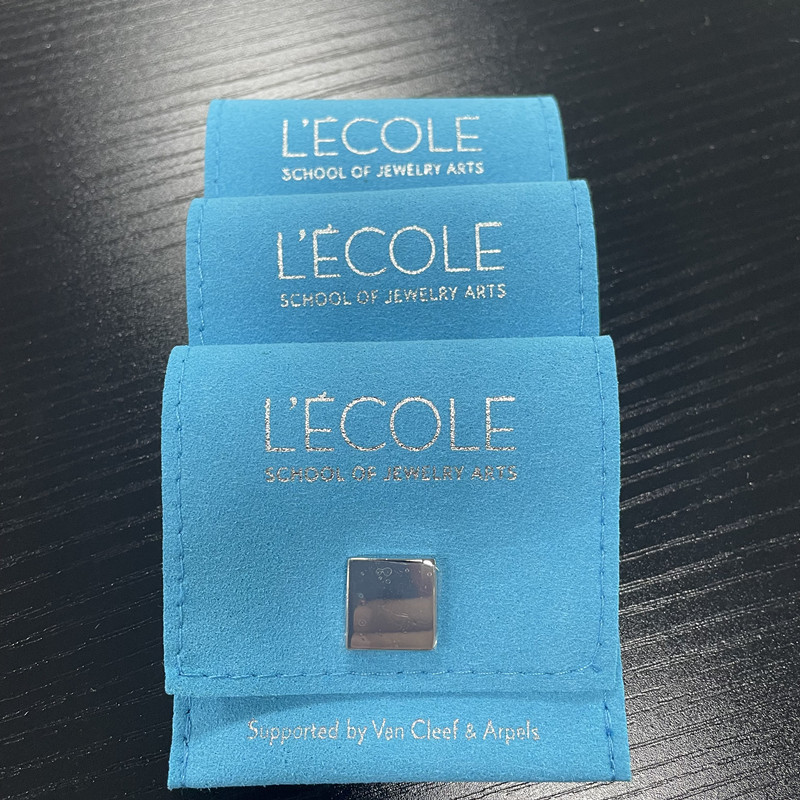 L'ÉCOLE
SCHOOL OF JEWELRY ARTS
L'ÉCOLE
SCHOOL OF JEWELRY ARTS
L'ÉCOLE
SCHOOL OF JEWELRY ARTS
Supported by Van Cleef & Arpels